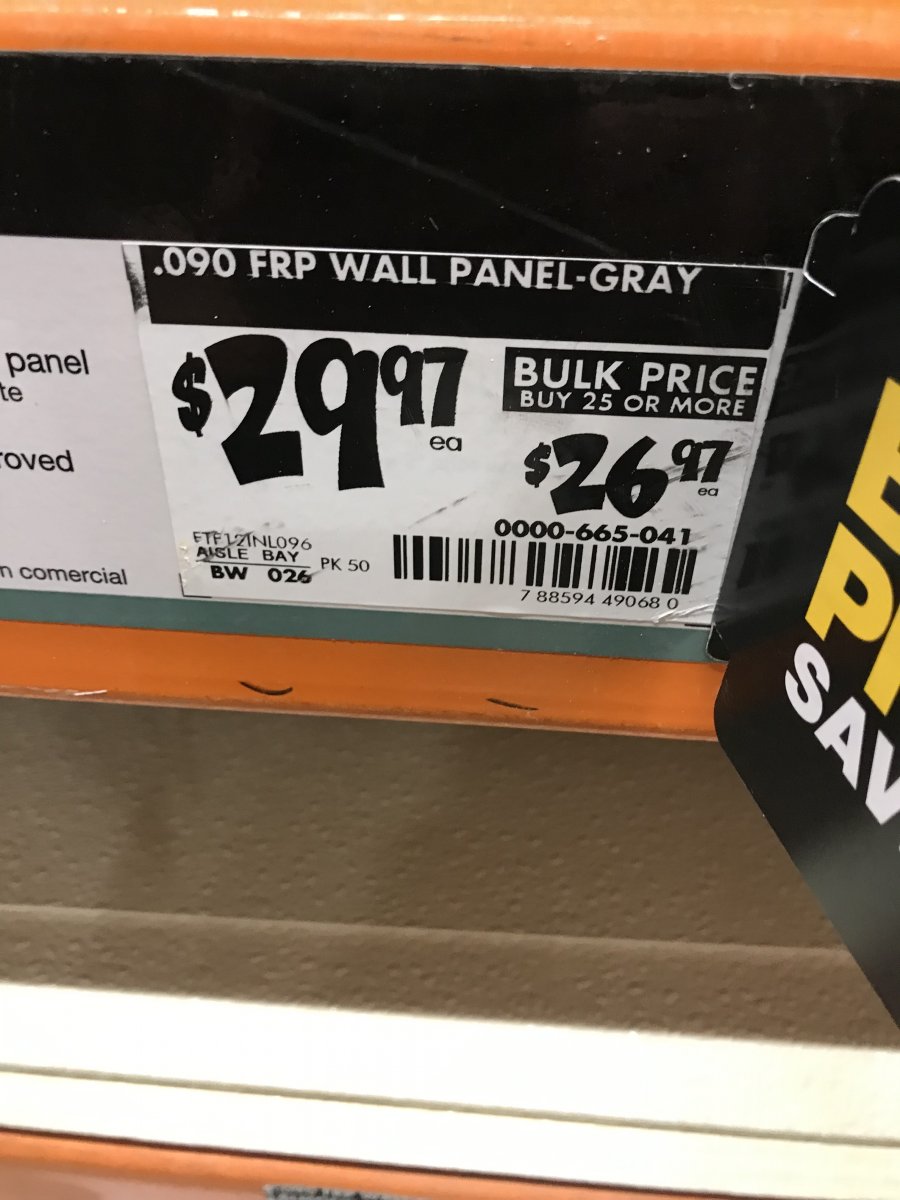 .090 FRP WALL PANEL-GRAY
panel
te
roved
n comercial
$29.97
ea
BULK PRICE
BUY 25 OR MORE
$26.97
ea
0000-665-041
AISLE BAY
BW 026
PK 50
7 88594 49068 0
P
SAV